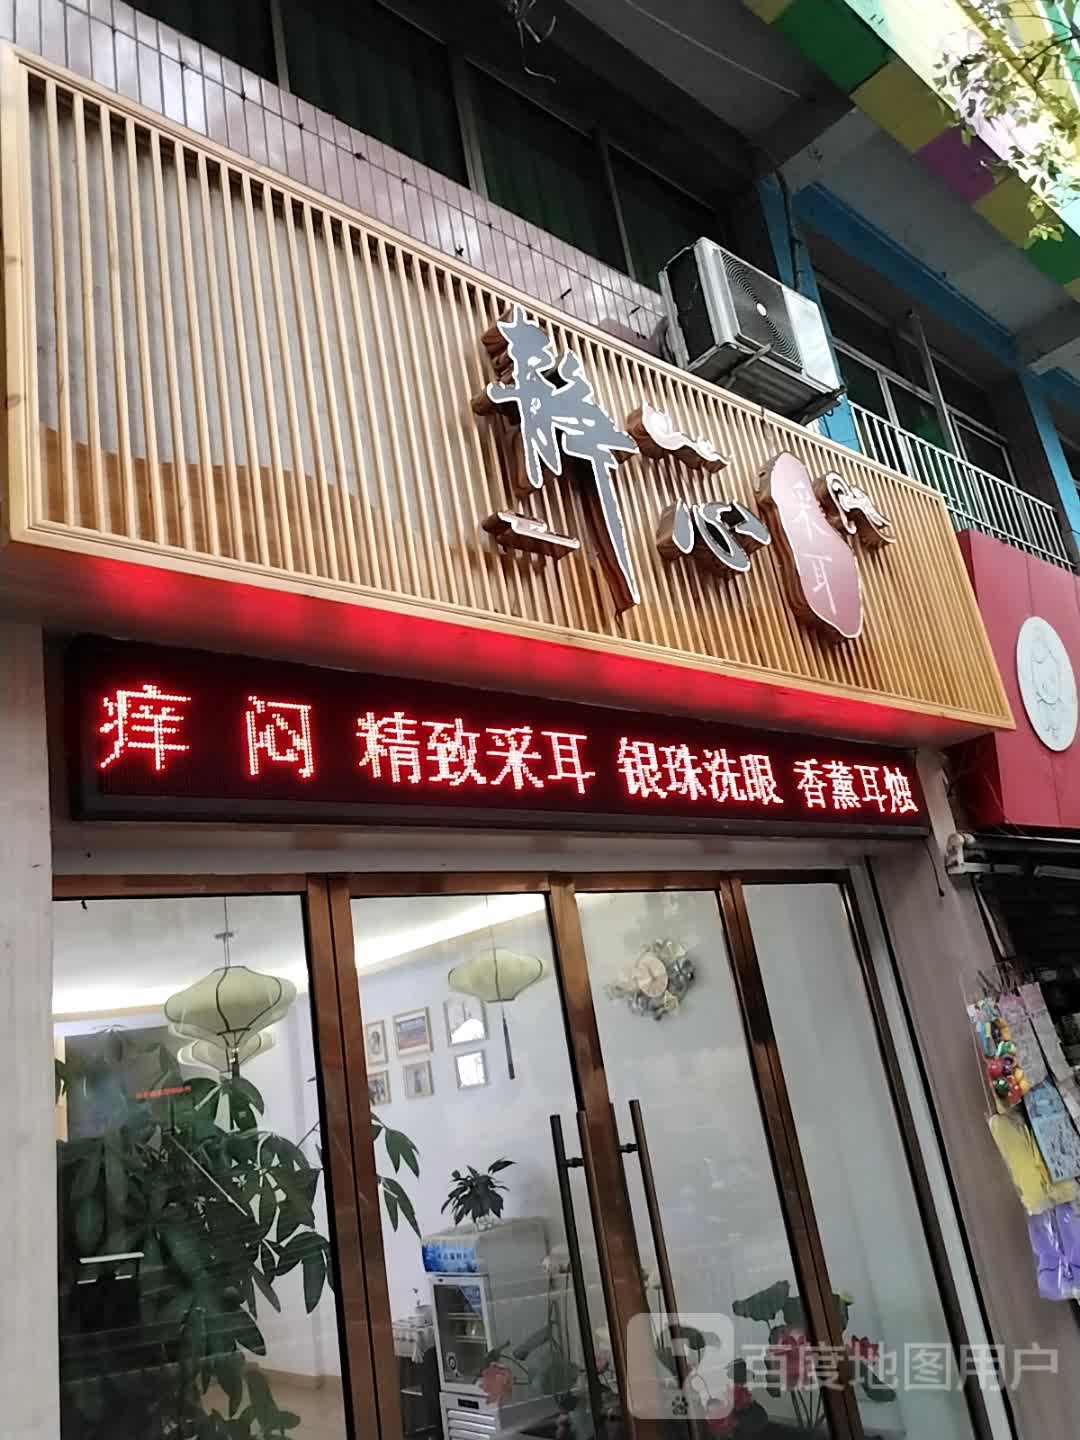 心
采耳
痒 闷 精致采耳 银珠洗眼 香薰耳烛
百度地图用户